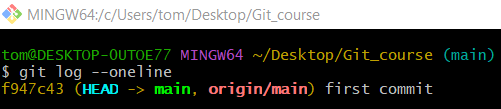 MINGW64:/c/Users/tom/Desktop/Git_course
tom@DESKTOP-OUTOE77 MINGW64 ~/Desktop/Git_course (main)
$ git log --oneline
f947c43 (HEAD -> main, origin/main) first commit